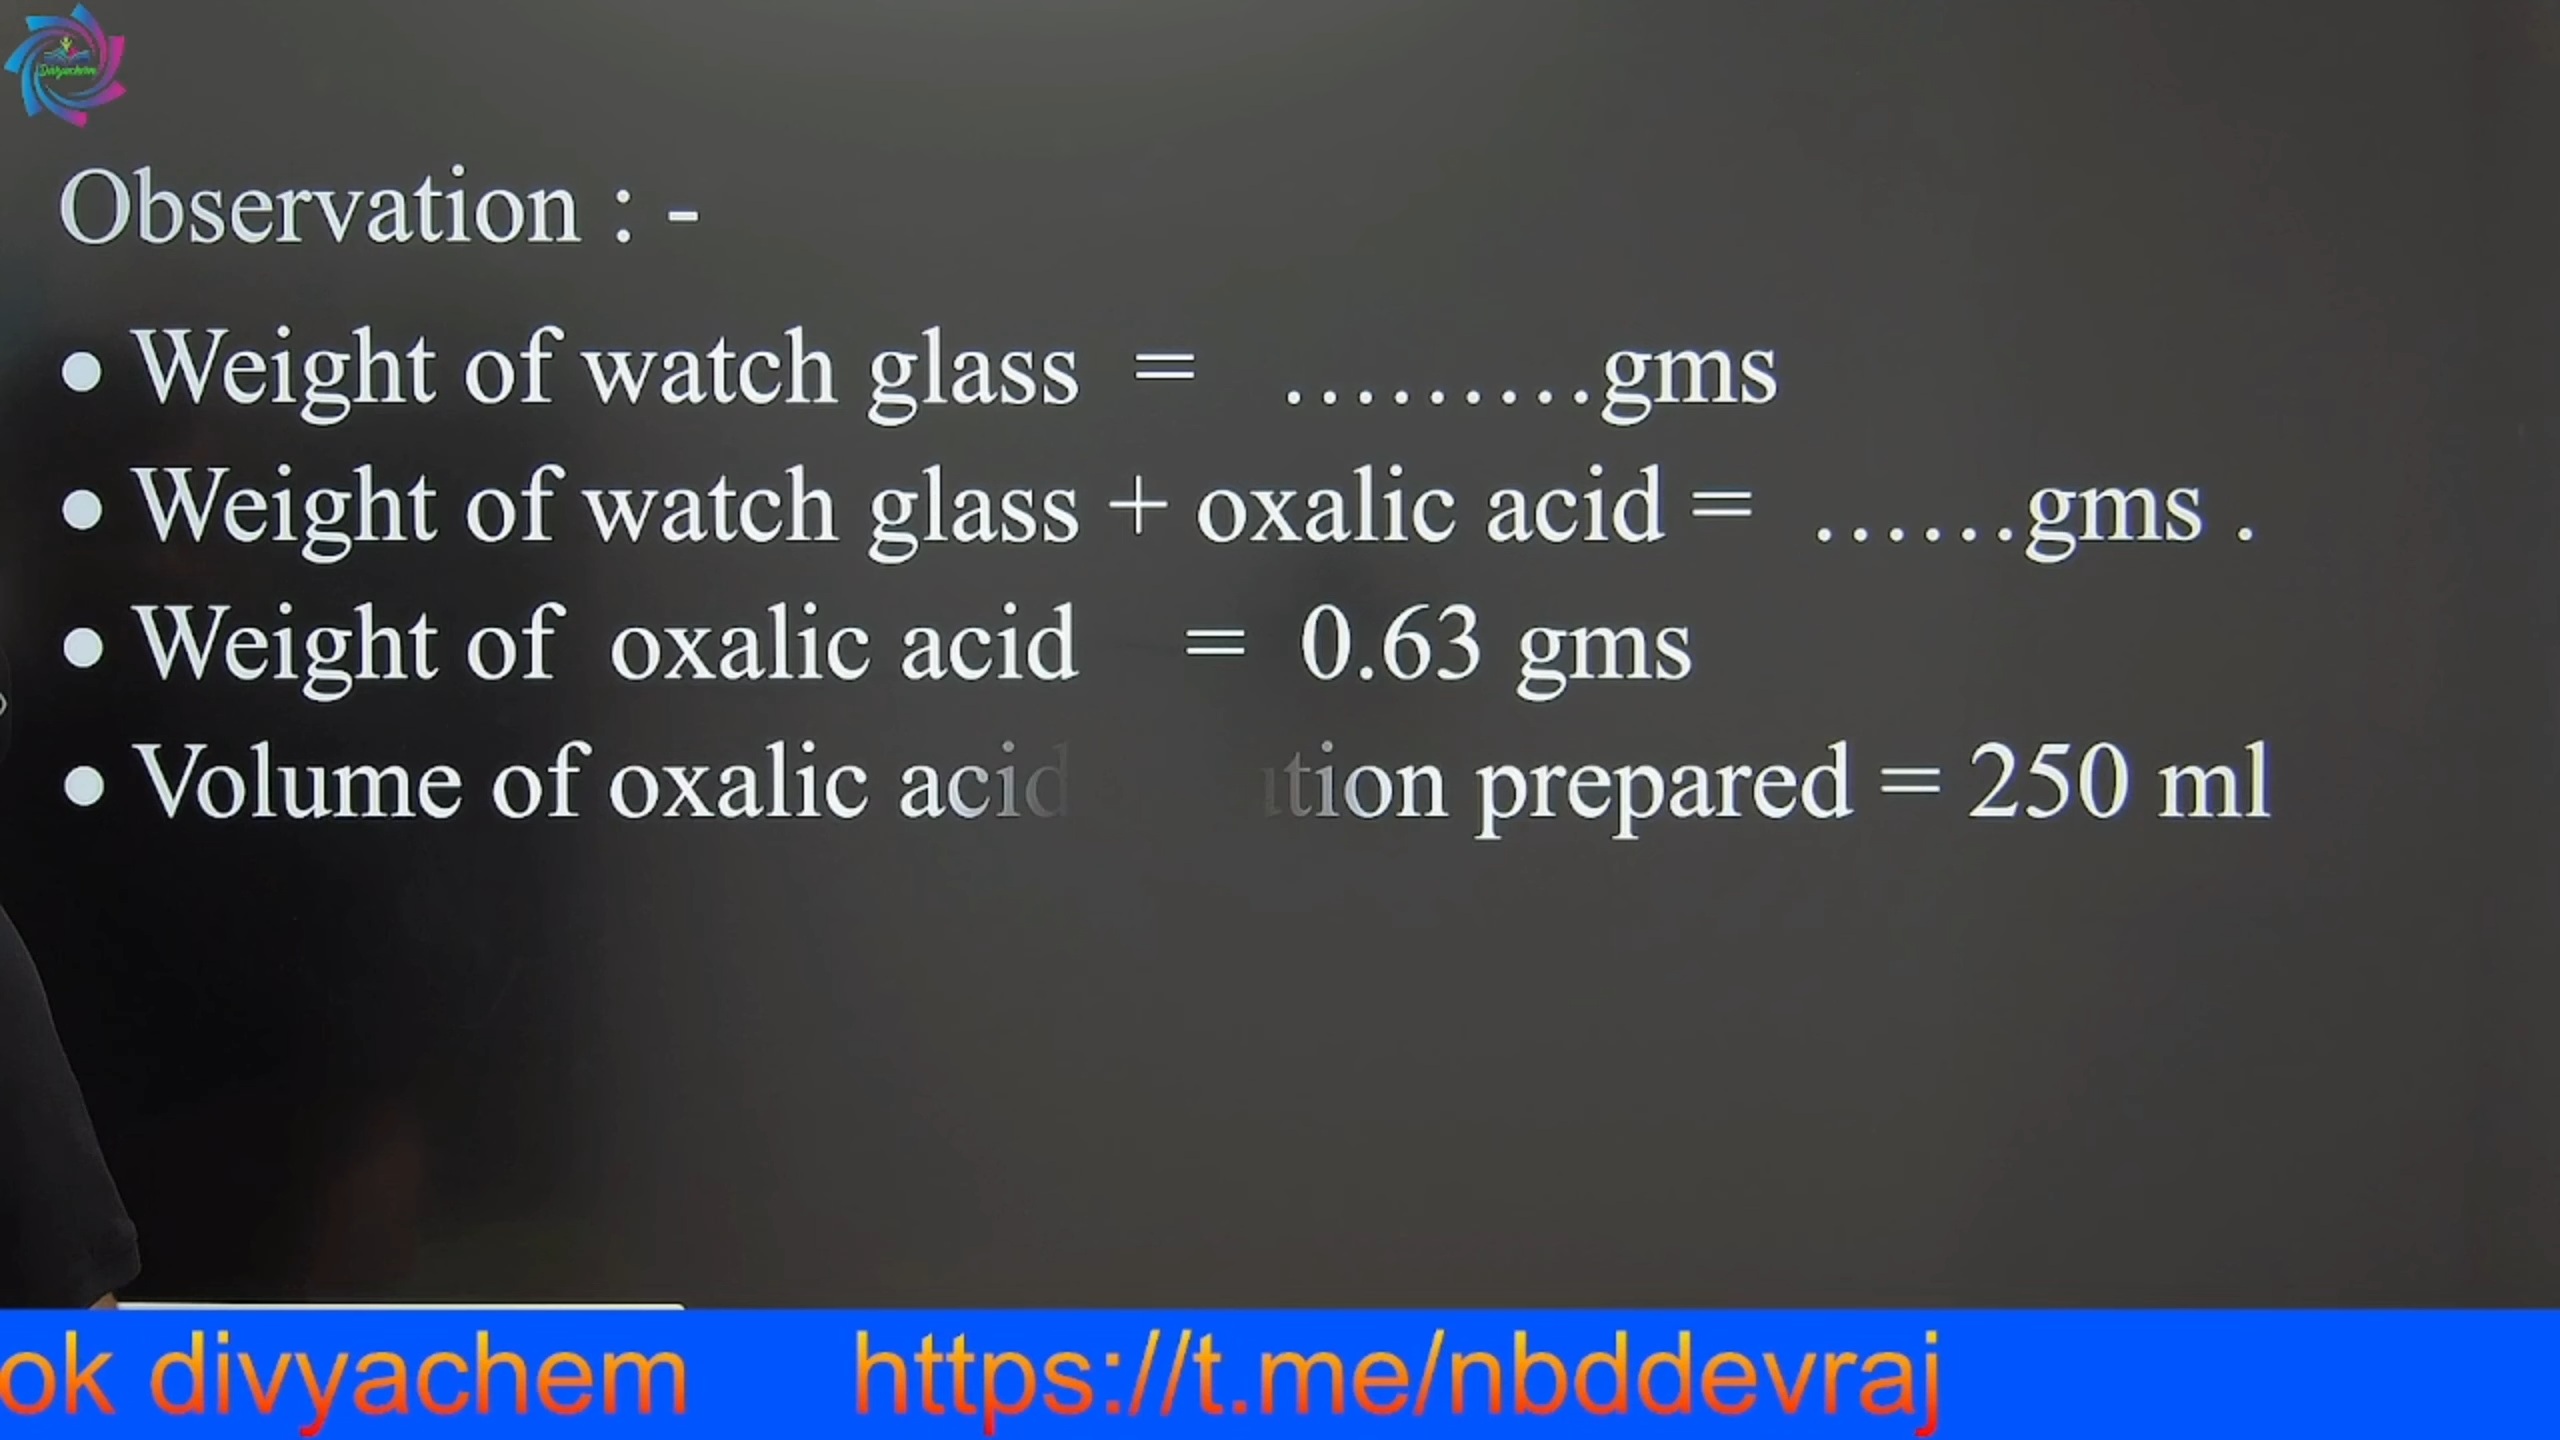 Divyachem
Observation : -
• Weight of watch glass = .........gms
• Weight of watch glass + oxalic acid = ......gms .
• Weight of oxalic acid = 0.63 gms
• Volume of oxalic acid prepared = 250 ml
ok divyachem https://t.me/nbddevraj